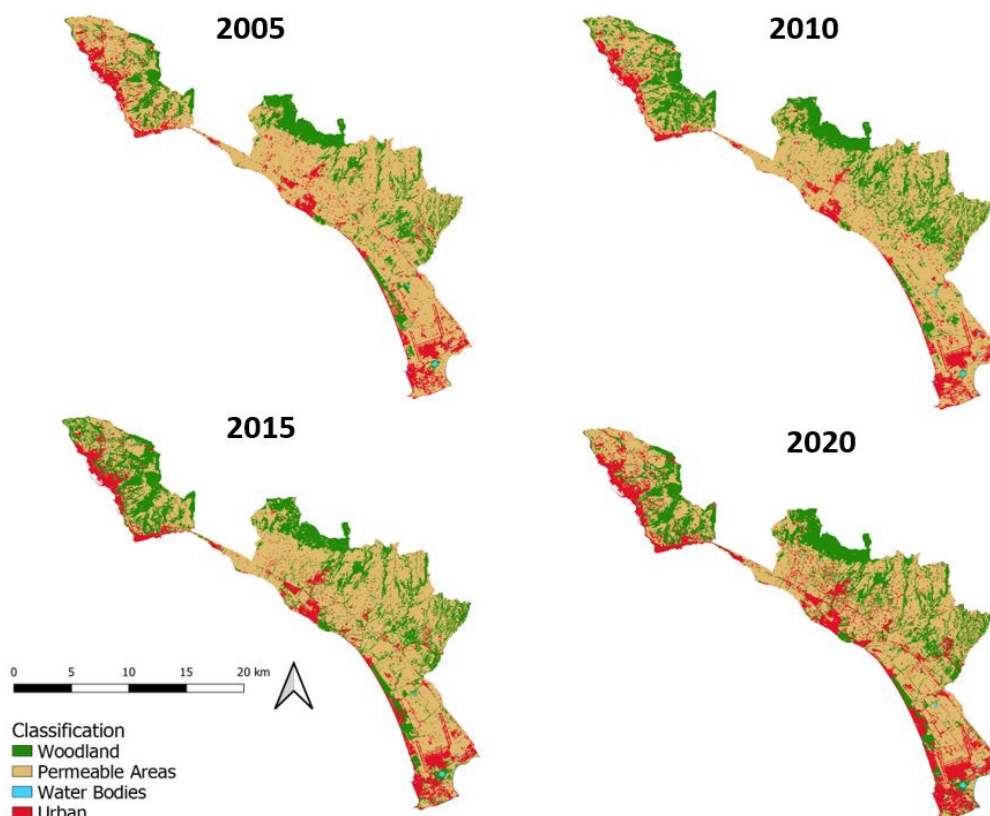 2005
2010
2015
2020
0 5 10 15 20 km
Classification
Woodland
Permeable Areas
Water Bodies
Urban